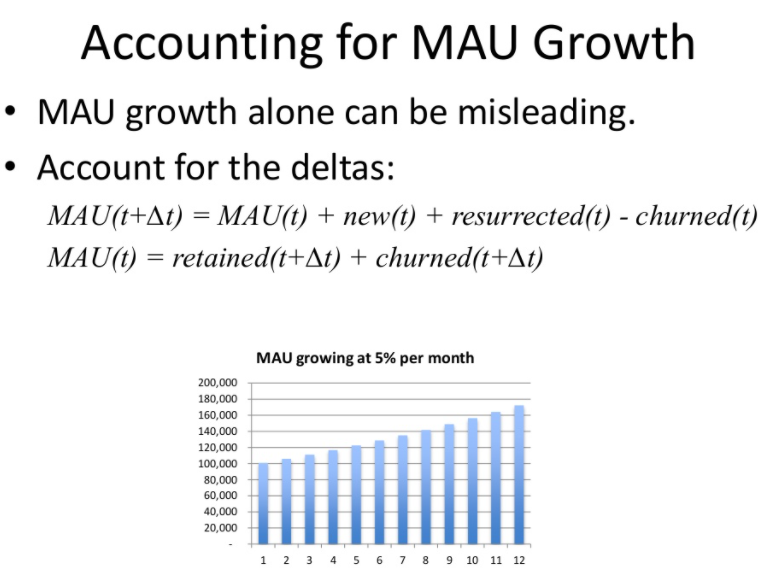 Accounting for MAU Growth
• MAU growth alone can be misleading.
• Account for the deltas:
MAU(t+Δt) = MAU(t) + new(t) + resurrected(t) - churned(t)
MAU(t) = retained(t+Δt) + churned(t+Δt)
MAU growing at 5% per month
200,000
180,000
160,000
140,000
120,000
100,000
80,000
60,000
40,000
20,000
-
1 2 3 4 5 6 7 8 9 10 11 12